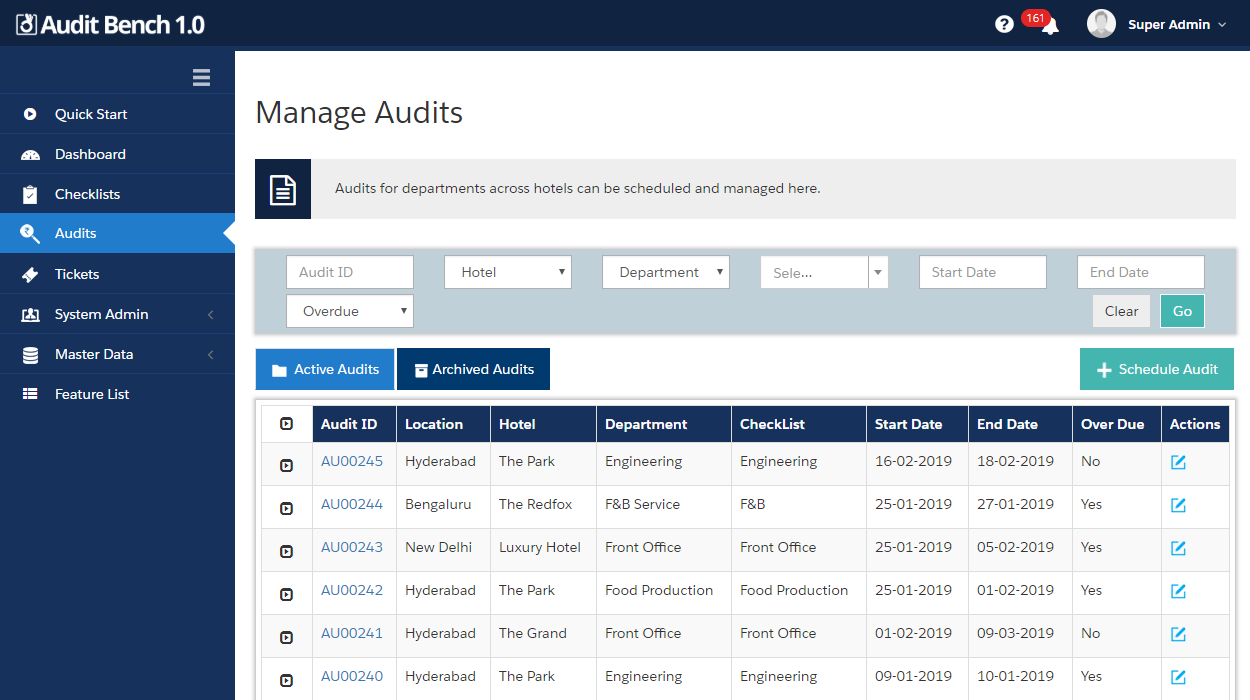 Audit Bench 1.0
161
Super Admin
Quick Start
Dashboard
Checklists
Audits
Tickets
System Admin
Master Data
Feature List
Manage Audits
Audits for departments across hotels can be scheduled and managed here.
Audit ID Hotel Department Sele... Start Date End Date
Overdue Clear Go
Active Audits Archived Audits Schedule Audit
Audit ID Location Hotel Department CheckList Start Date End Date Over Due Actions
AU00245 Hyderabad The Park Engineering Engineering 16-02-2019 18-02-2019 No
AU00244 Bengaluru The Redfox F&B Service F&B 25-01-2019 27-01-2019 Yes
AU00243 New Delhi Luxury Hotel Front Office Front Office 25-01-2019 05-02-2019 Yes
AU00242 Hyderabad The Park Food Production Food Production 25-01-2019 01-02-2019 Yes
AU00241 Hyderabad The Grand Front Office Front Office 01-02-2019 09-03-2019 No
AU00240 Hyderabad The Park Engineering Engineering 09-01-2019 10-01-2019 Yes